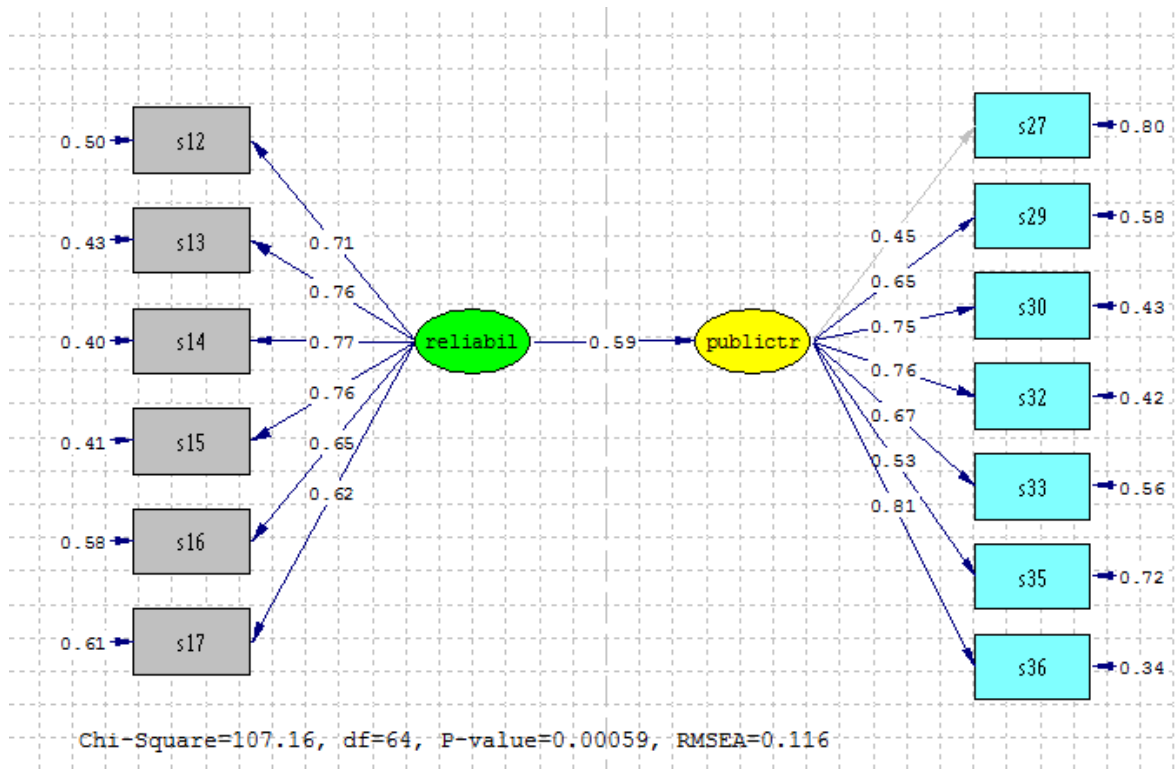 s27
0.80
0.50
s12
s29
0.58
0.43
s13
0.71
0.45
0.65
0.76
s30
0.43
0.75
0.40
s14
0.77
reliabil
0.59
publictr
0.76
0.76
s32
0.42
0.67
0.41
s15
0.65
0.53
s33
0.56
0.62
0.81
0.58
s16
s35
0.72
0.61
s17
s36
0.34
Chi-Square=107.16, df=64, P-value=0.00059, RMSEA=0.116